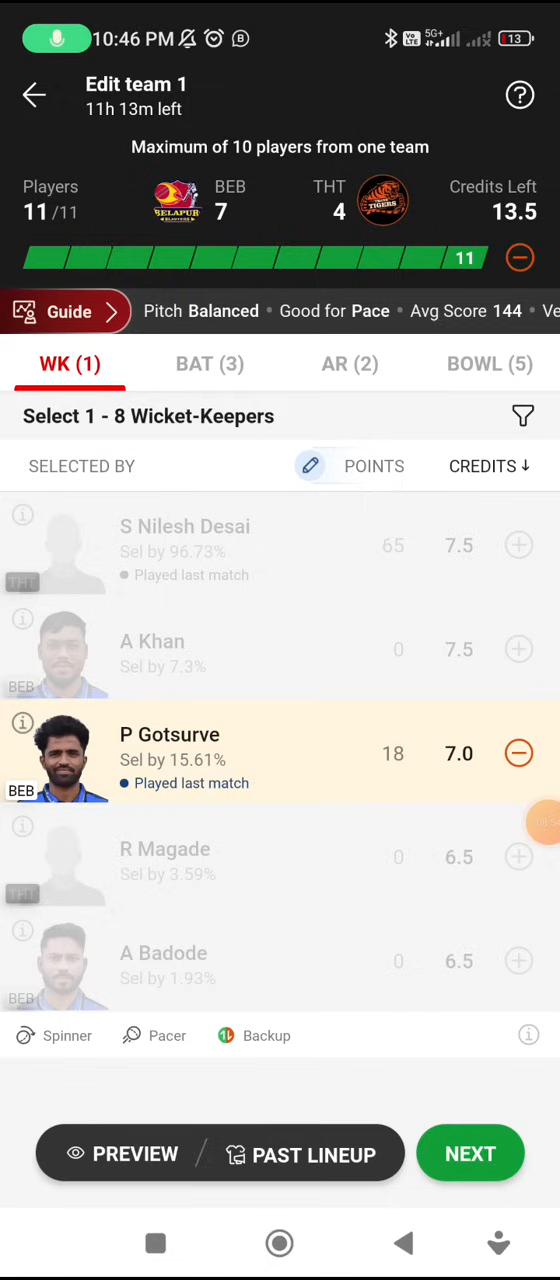 10:46 PM
5G+
Vo LTE
13
Edit team 1
11h 13m left
Maximum of 10 players from one team
Players
11/11
BELAPUR
BEB
7
THT
4
TIGERS
Credits Left
13.5
11
Guide
Pitch Balanced • Good for Pace • Avg Score 144 • Ve
WK (1)
BAT (3)
AR (2)
BOWL (5)
Select 1 - 8 Wicket-Keepers
SELECTED BY
POINTS
CREDITS ↓
S Nilesh Desai
Sel by 96.73%
65
7.5
• Played last match
THT
A Khan
Sel by 7.3%
0
7.5
BEB
P Gotsurve
Sel by 15.61%
18
7.0
• Played last match
BEB
R Magade
Sel by 3.59%
0
6.5
THT
A Badode
Sel by 1.93%
0
6.5
BEB
Spinner
Pacer
Backup
PREVIEW / PAST LINEUP
NEXT